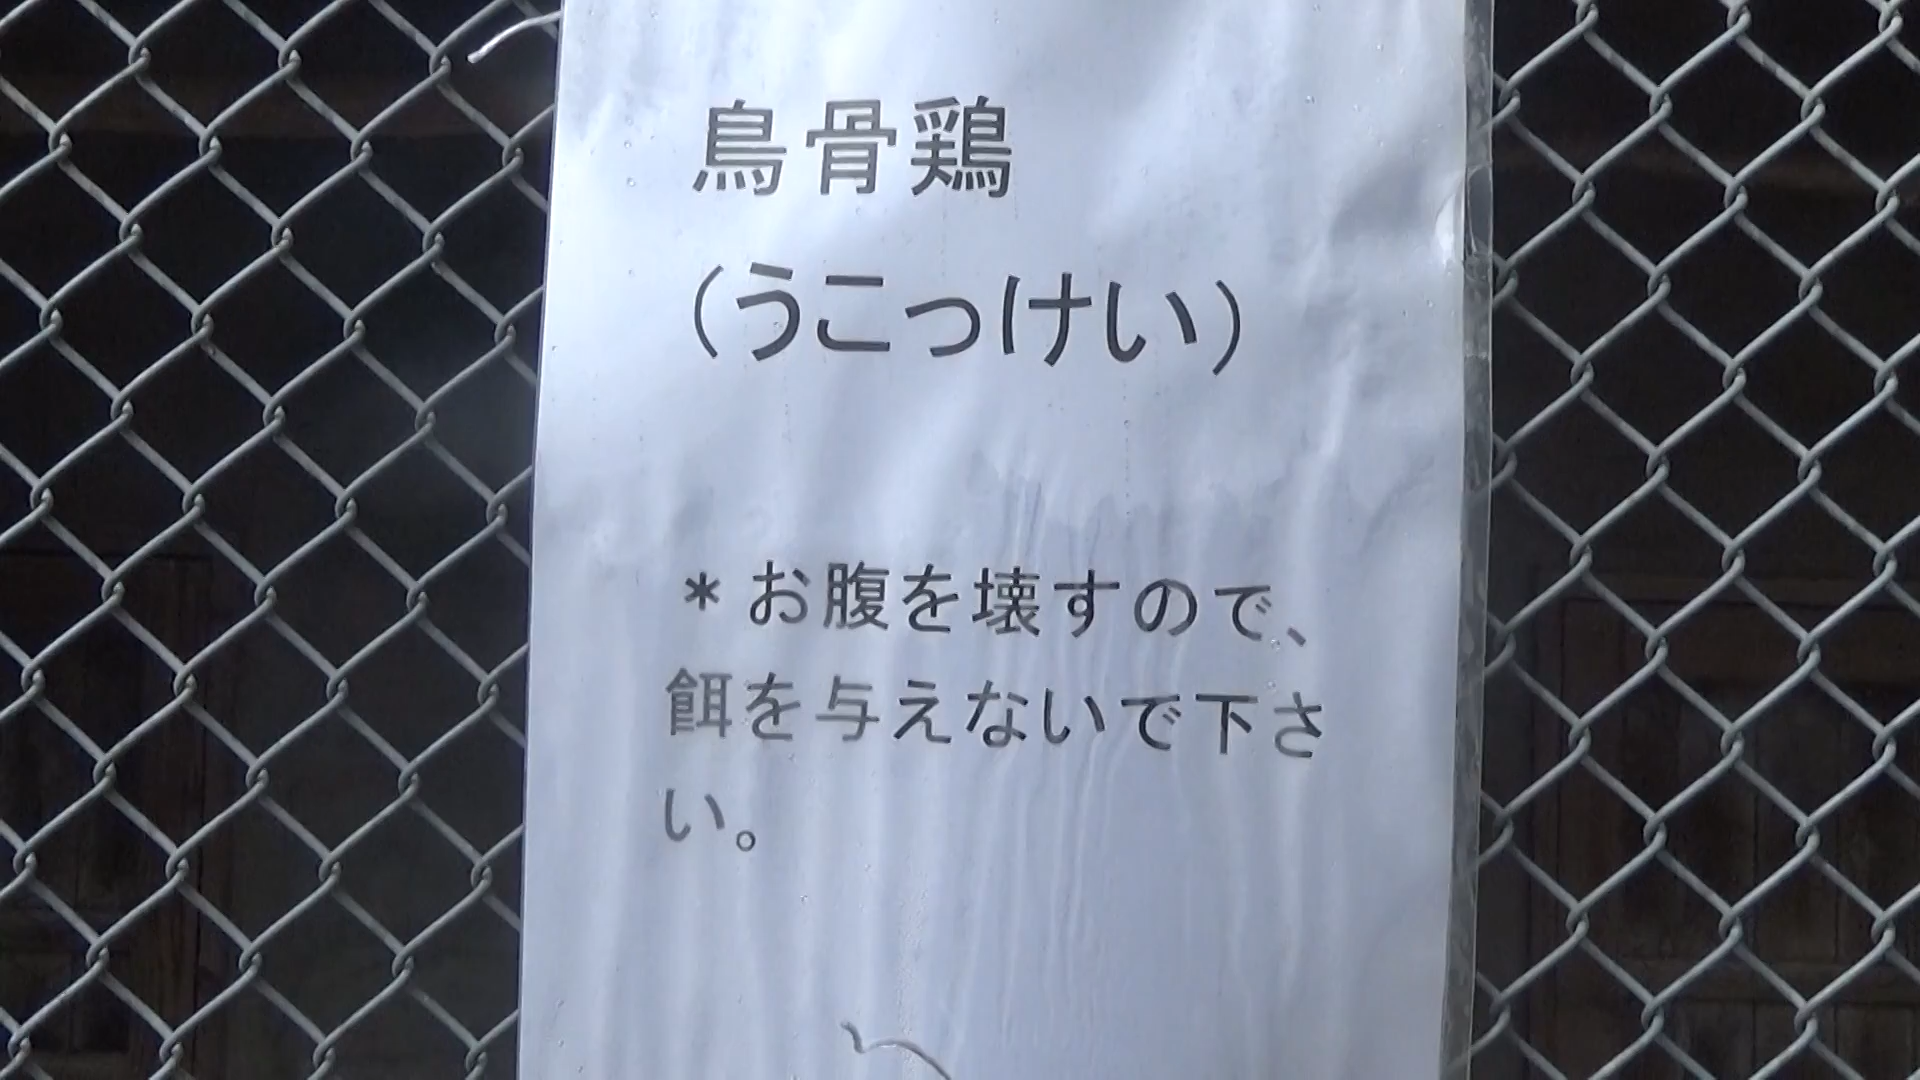 鳥骨鶏
（うこっけい）
＊お腹を壊すので、
餌を与えないで下さ
い。